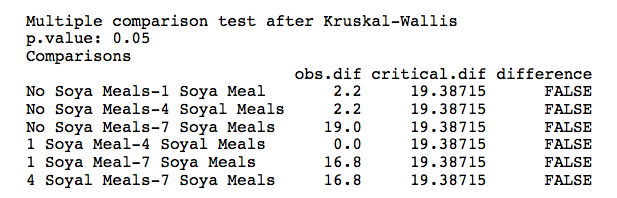 Multiple comparison test after Kruskal-Wallis
p.value: 0.05
Comparisons
obs.dif critical.dif difference
No Soya Meals-1 Soya Meal 2.2 19.38715 FALSE
No Soya Meals-4 Soyal Meals 2.2 19.38715 FALSE
No Soya Meals-7 Soya Meals 19.0 19.38715 FALSE
1 Soya Meal-4 Soyal Meals 0.0 19.38715 FALSE
1 Soya Meal-7 Soya Meals 16.8 19.38715 FALSE
4 Soyal Meals-7 Soya Meals 16.8 19.38715 FALSE